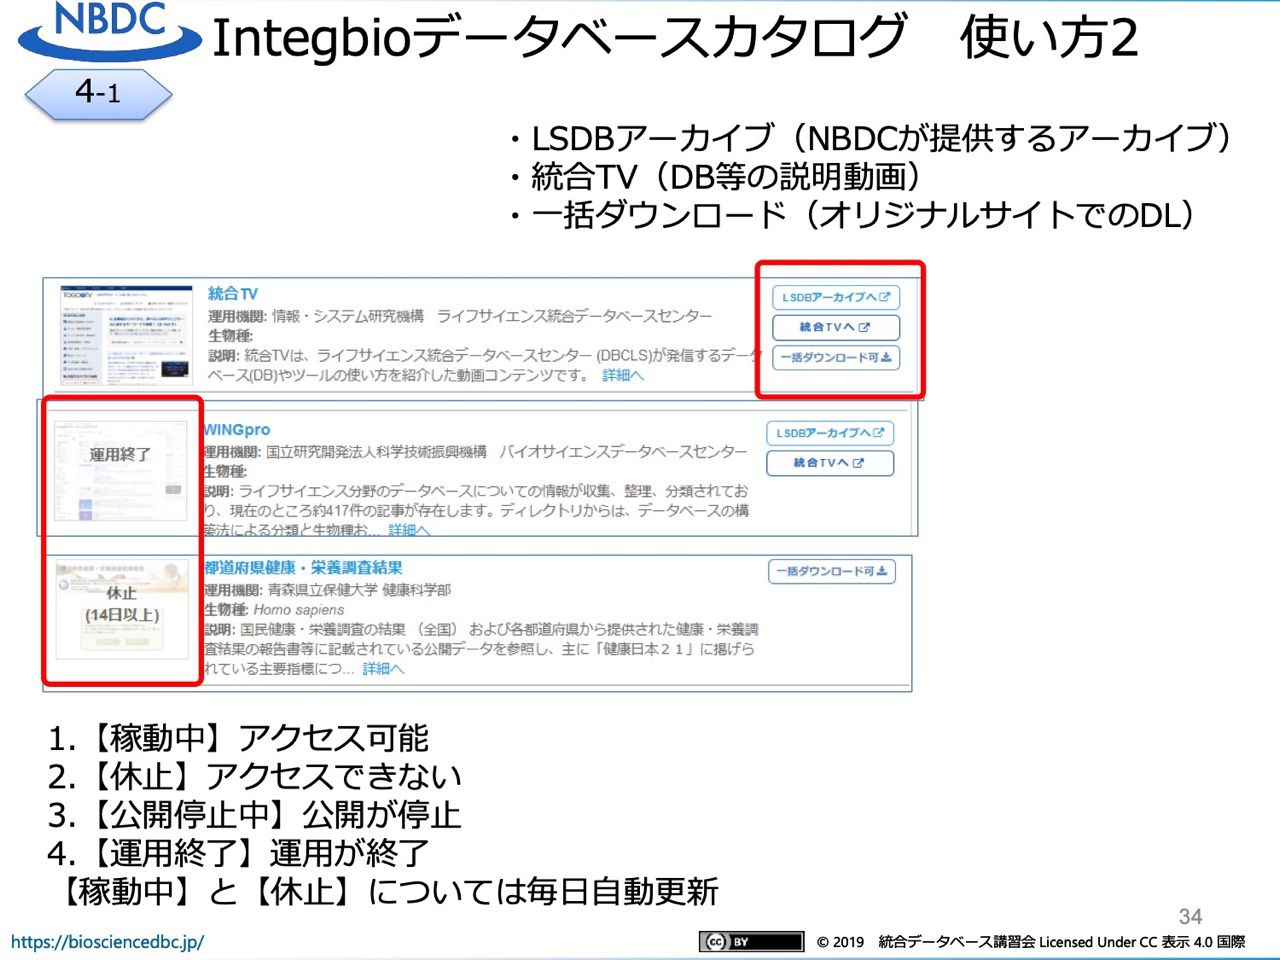 NBDC
Integbioデータベースカタログ　使い方2
4-1
・LSDBアーカイブ（NBDCが提供するアーカイブ）
・統合TV（DB等の説明動画）
・一括ダウンロード（オリジナルサイトでのDL）
統合TV
運用機関: 情報・システム研究機構　ライフサイエンス統合データベースセンター
生物種:
説明: 統合TVは、ライフサイエンス統合データベースセンター (DBCLS)が発信するデータ
ベース(DB)やツールの使い方を紹介した動画コンテンツです。 詳細へ
LSDBアーカイブへ
統合TVへ
一括ダウンロード可
運用終了
WINGpro
運用機関: 国立研究開発法人科学技術振興機構　バイオサイエンスデータベースセンター
生物種:
説明: ライフサイエンス分野のデータベースについての情報が収集、整理、分類されてお
り、現在のところ約417件の記事が存在します。ディレクトリからは、データベースの構
築法による分類と生物種お... 詳細へ
LSDBアーカイブへ
統合TVへ
休止
(14日以上)
都道府県健康・栄養調査結果
運用機関: 青森県立保健大学 健康科学部
生物種: Homo sapiens
説明: 国民健康・栄養調査の結果 （全国） および各都道府県から提供された健康・栄養調
査結果の報告書等に記載されている公開データを参照し、主に「健康日本２１」に掲げら
れている主要指標につ... 詳細へ
一括ダウンロード可
1.【稼動中】アクセス可能
2.【休止】アクセスできない
3.【公開停止中】公開が停止
4.【運用終了】運用が終了
【稼動中】と【休止】については毎日自動更新
34
https://biosciencedbc.jp/
CC BY
© 2019　統合データベース講習会 Licensed Under CC 表示 4.0 国際